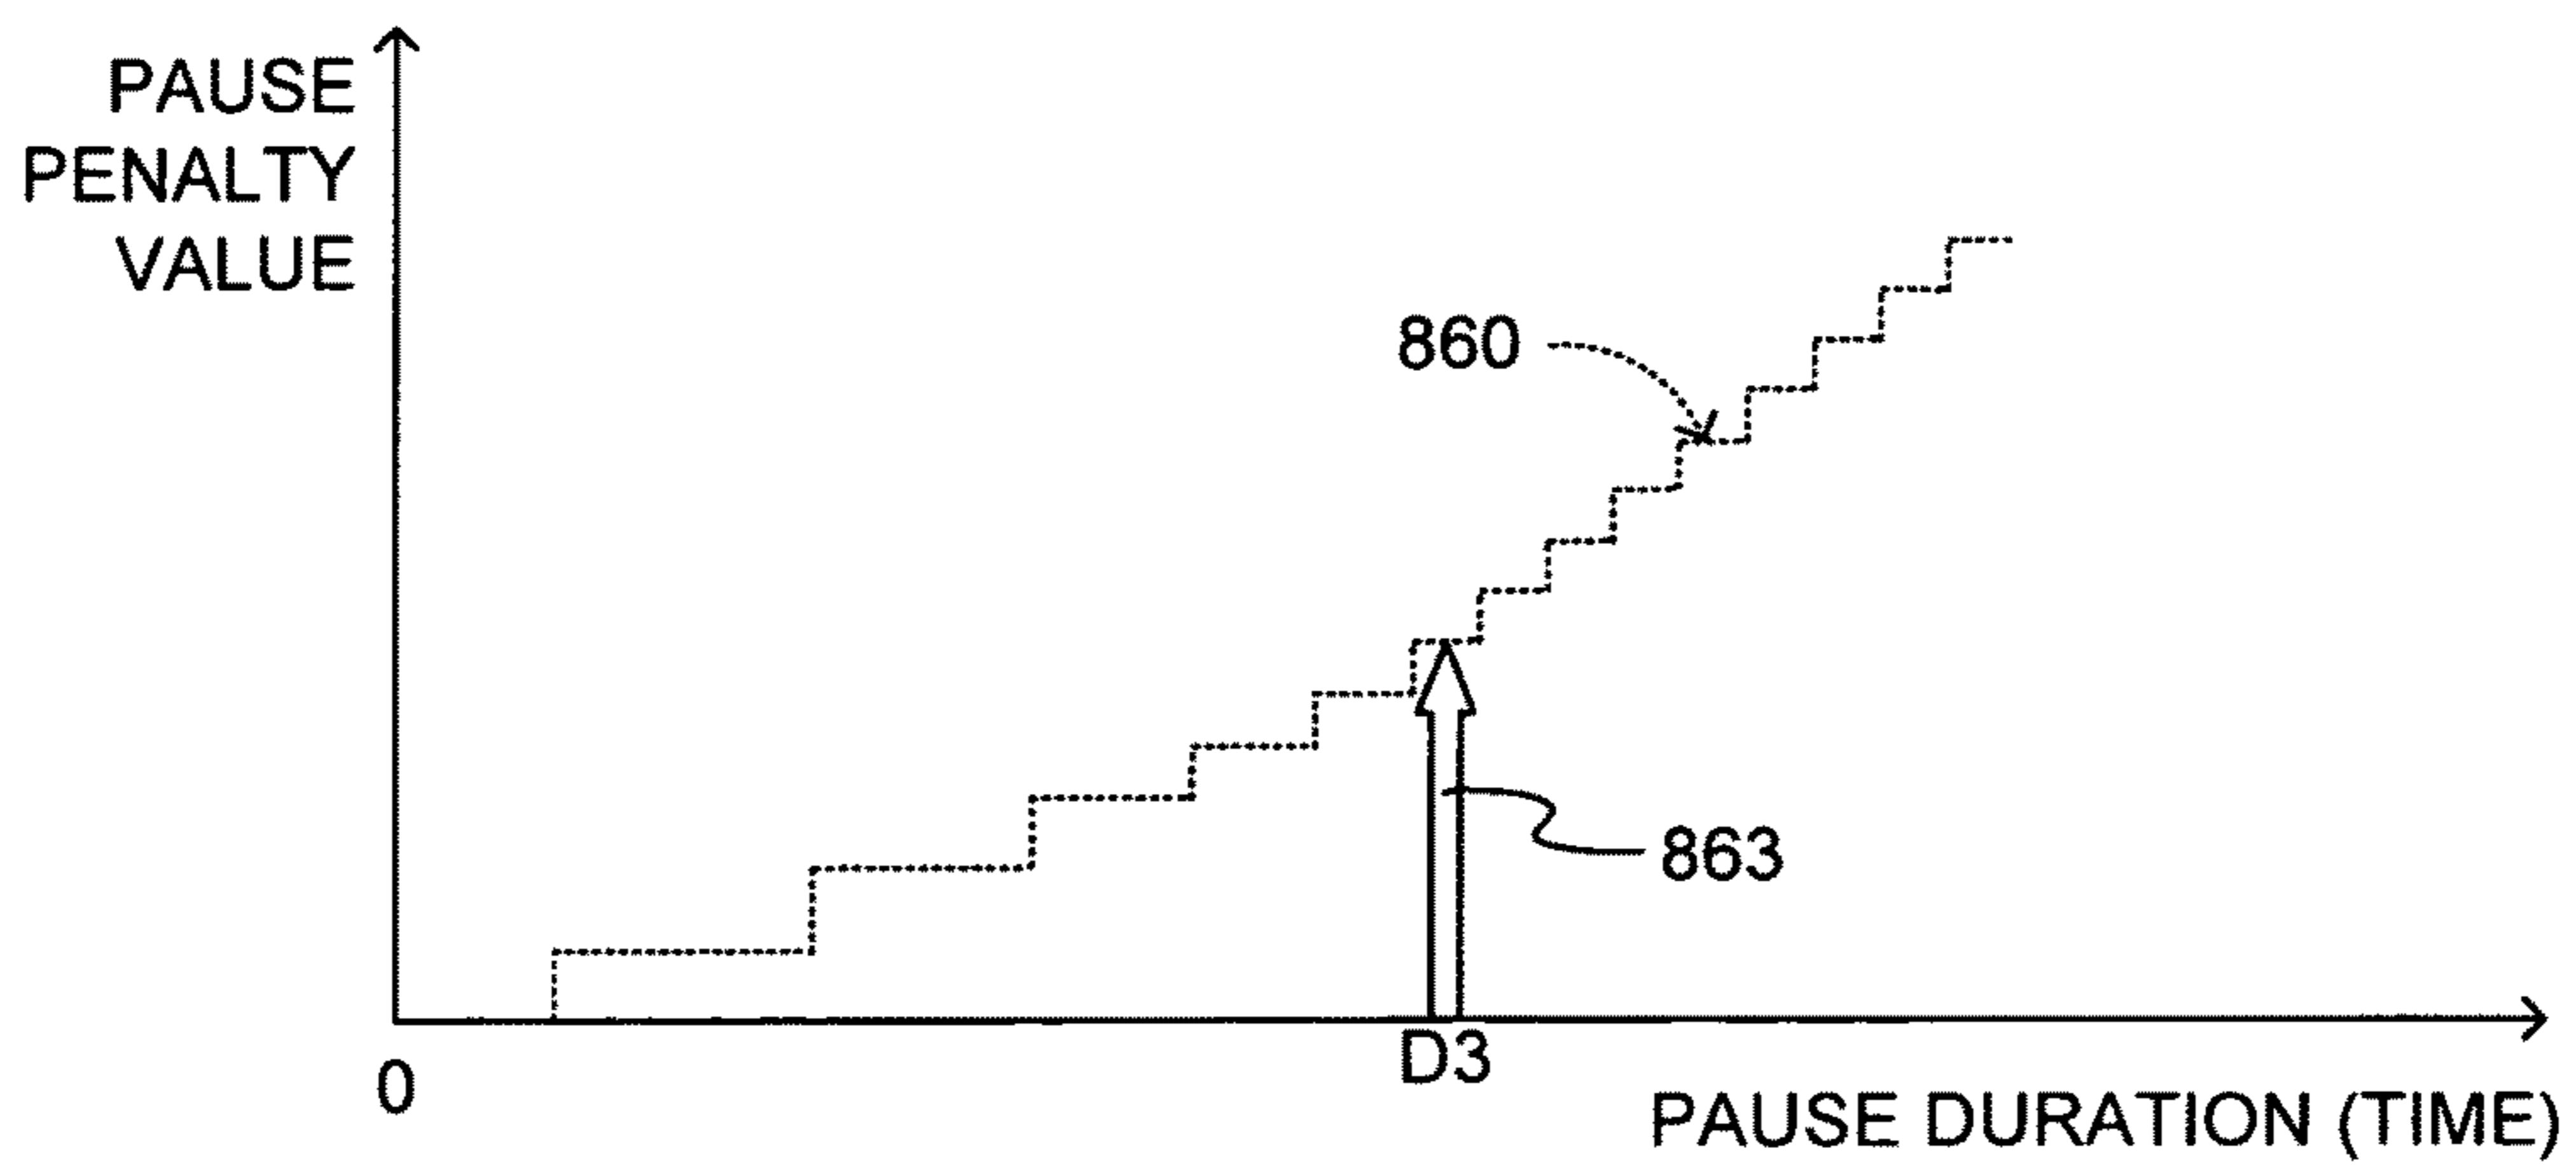 PAUSE
PENALTY
VALUE
860
863
0
D3
PAUSE DURATION (TIME)